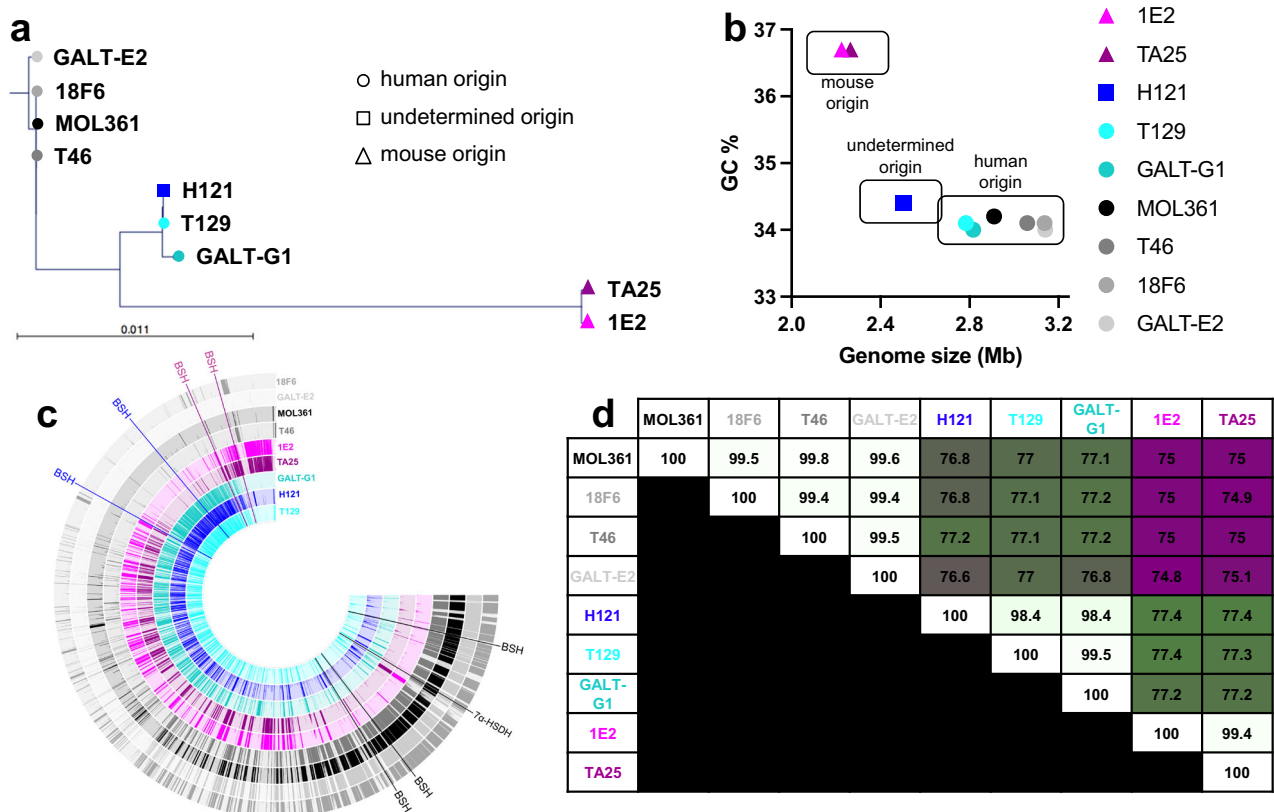 a
GALT-E2
18F6
MOL361
T46
H121
T129
GALT-G1
TA25
1E2
0.011
human origin
undetermined origin
mouse origin
b
GC %
37
36
35
34
33
2.0
2.4
2.8
3.2
Genome size (Mb)
mouse
origin
undetermined
origin
human
origin
1E2
TA25
H121
T129
GALT-G1
MOL361
T46
18F6
GALT-E2
c
BSH
BSH
BSH
BSH
18F6
GALT-E2
MOL361
T46
1E2
TA25
GALT-G1
H121
T129
BSH
7α-HSDH
BSH
BSH
d
MOL361 18F6 T46 GALT-E2 H121 T129 GALT-
G1 1E2 TA25
MOL361 100 99.5 99.8 99.6 76.8 77 77.1 75 75
18F6 100 99.4 99.4 76.8 77.1 77.2 75 74.9
T46 100 99.5 77.2 77.1 77.2 75 75
GALT-E2 100 76.6 77 76.8 74.8 75.1
H121 100 98.4 98.4 77.4 77.4
T129 100 99.5 77.4 77.3
GALT-
G1 100 77.2 77.2
1E2 100 99.4
TA25 100